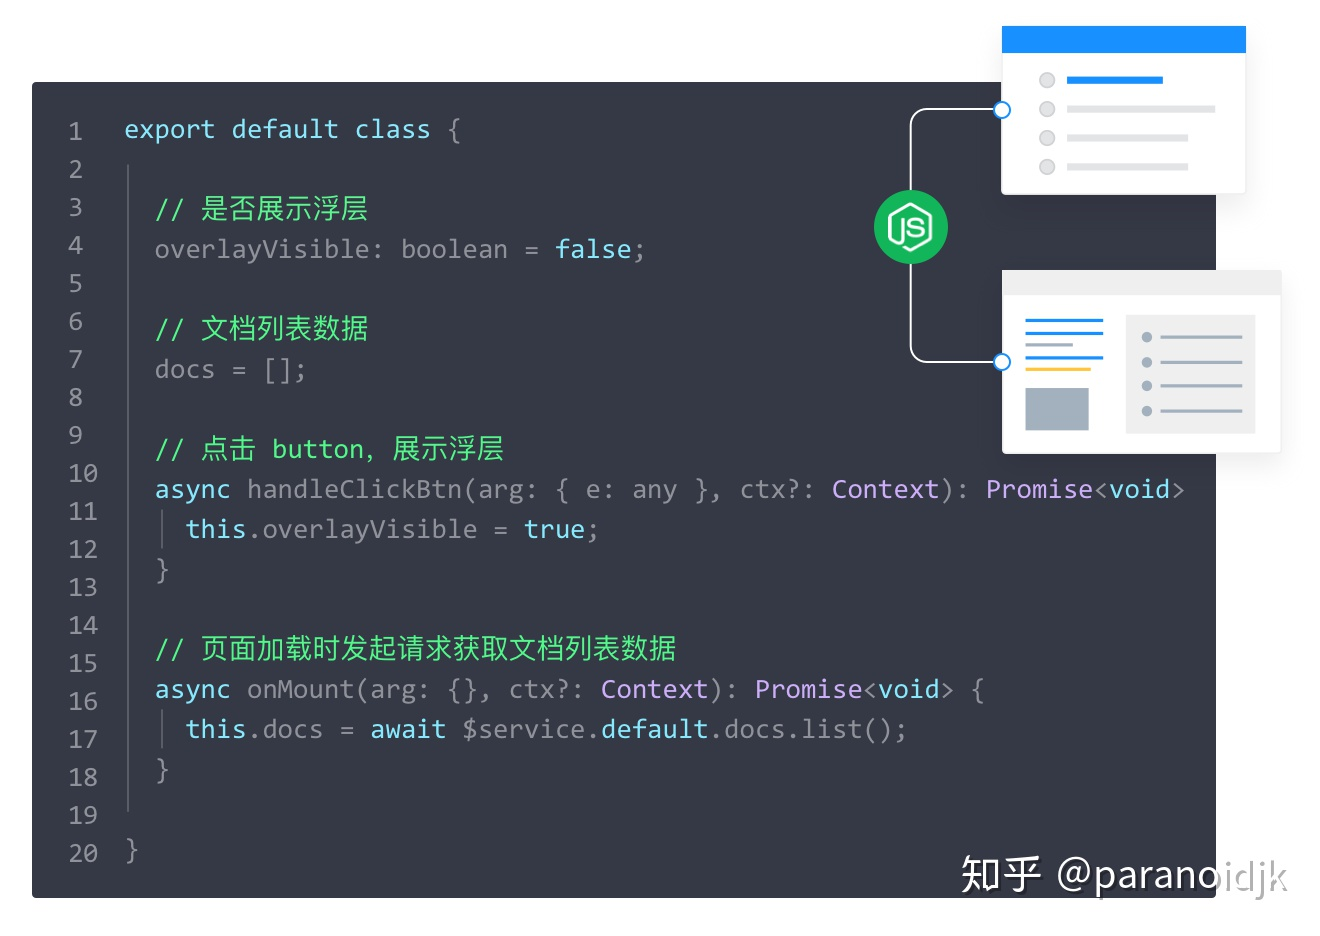 1 export default class {
2
3 // 是否展示浮层
4 overlayVisible: boolean = false;
5
6 // 文档列表数据
7 docs = [];
8
9 // 点击 button，展示浮层
10 async handleClickBtn(arg: { e: any }, ctx?: Context): Promise<void>
11 this.overlayVisible = true;
12 }
13
14
15 // 页面加载时发起请求获取文档列表数据
16 async onMount(arg: {}, ctx?: Context): Promise<void> {
17 this.docs = await $service.default.docs.list();
18 }
19
20 }
JS
知乎 @paranoidjk